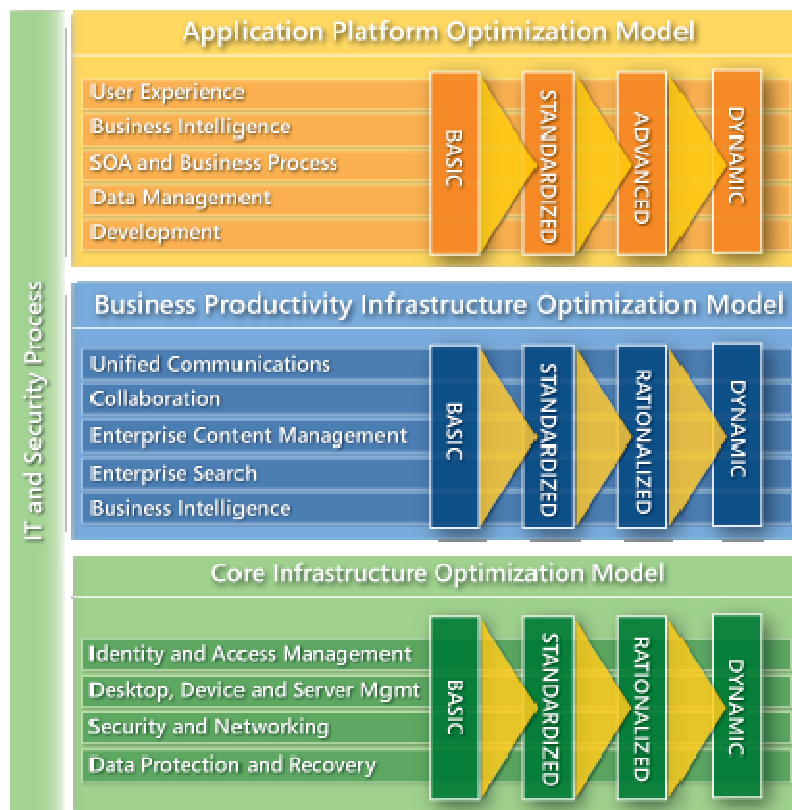 IT and Security Process
Application Platform Optimization Model
User Experience
Business Intelligence
SOA and Business Process
Data Management
Development
BASIC
STANDARDIZED
ADVANCED
DYNAMIC
Business Productivity Infrastructure Optimization Model
Unified Communications
Collaboration
Enterprise Content Management
Enterprise Search
Business Intelligence
BASIC
STANDARDIZED
RATIONALIZED
DYNAMIC
Core Infrastructure Optimization Model
Identity and Access Management
Desktop, Device and Server Mgmt
Security and Networking
Data Protection and Recovery
BASIC
STANDARDIZED
RATIONALIZED
DYNAMIC